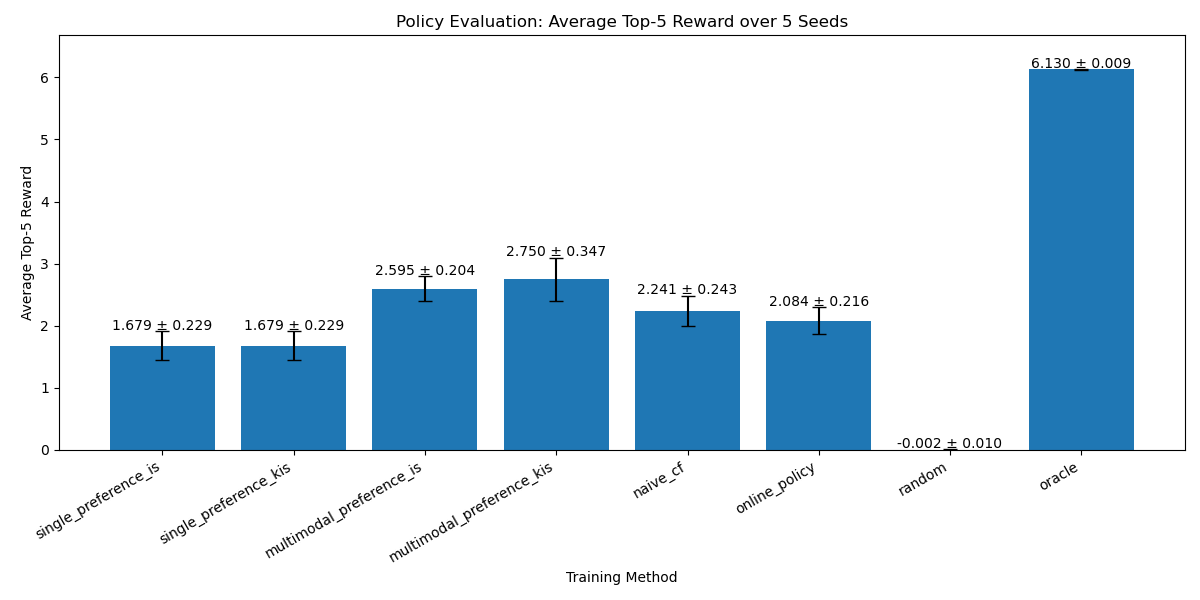 Policy Evaluation: Average Top-5 Reward over 5 Seeds
Average Top-5 Reward
6
5
4
3
2
1
0
1.679 ± 0.229
1.679 ± 0.229
2.595 ± 0.204
2.750 ± 0.347
2.241 ± 0.243
2.084 ± 0.216
-0.002 ± 0.010
6.130 ± 0.009
single_preference_is
single_preference_kis
multimodal_preference_is
multimodal_preference_kis
naive_cf
online_policy
random
oracle
Training Method